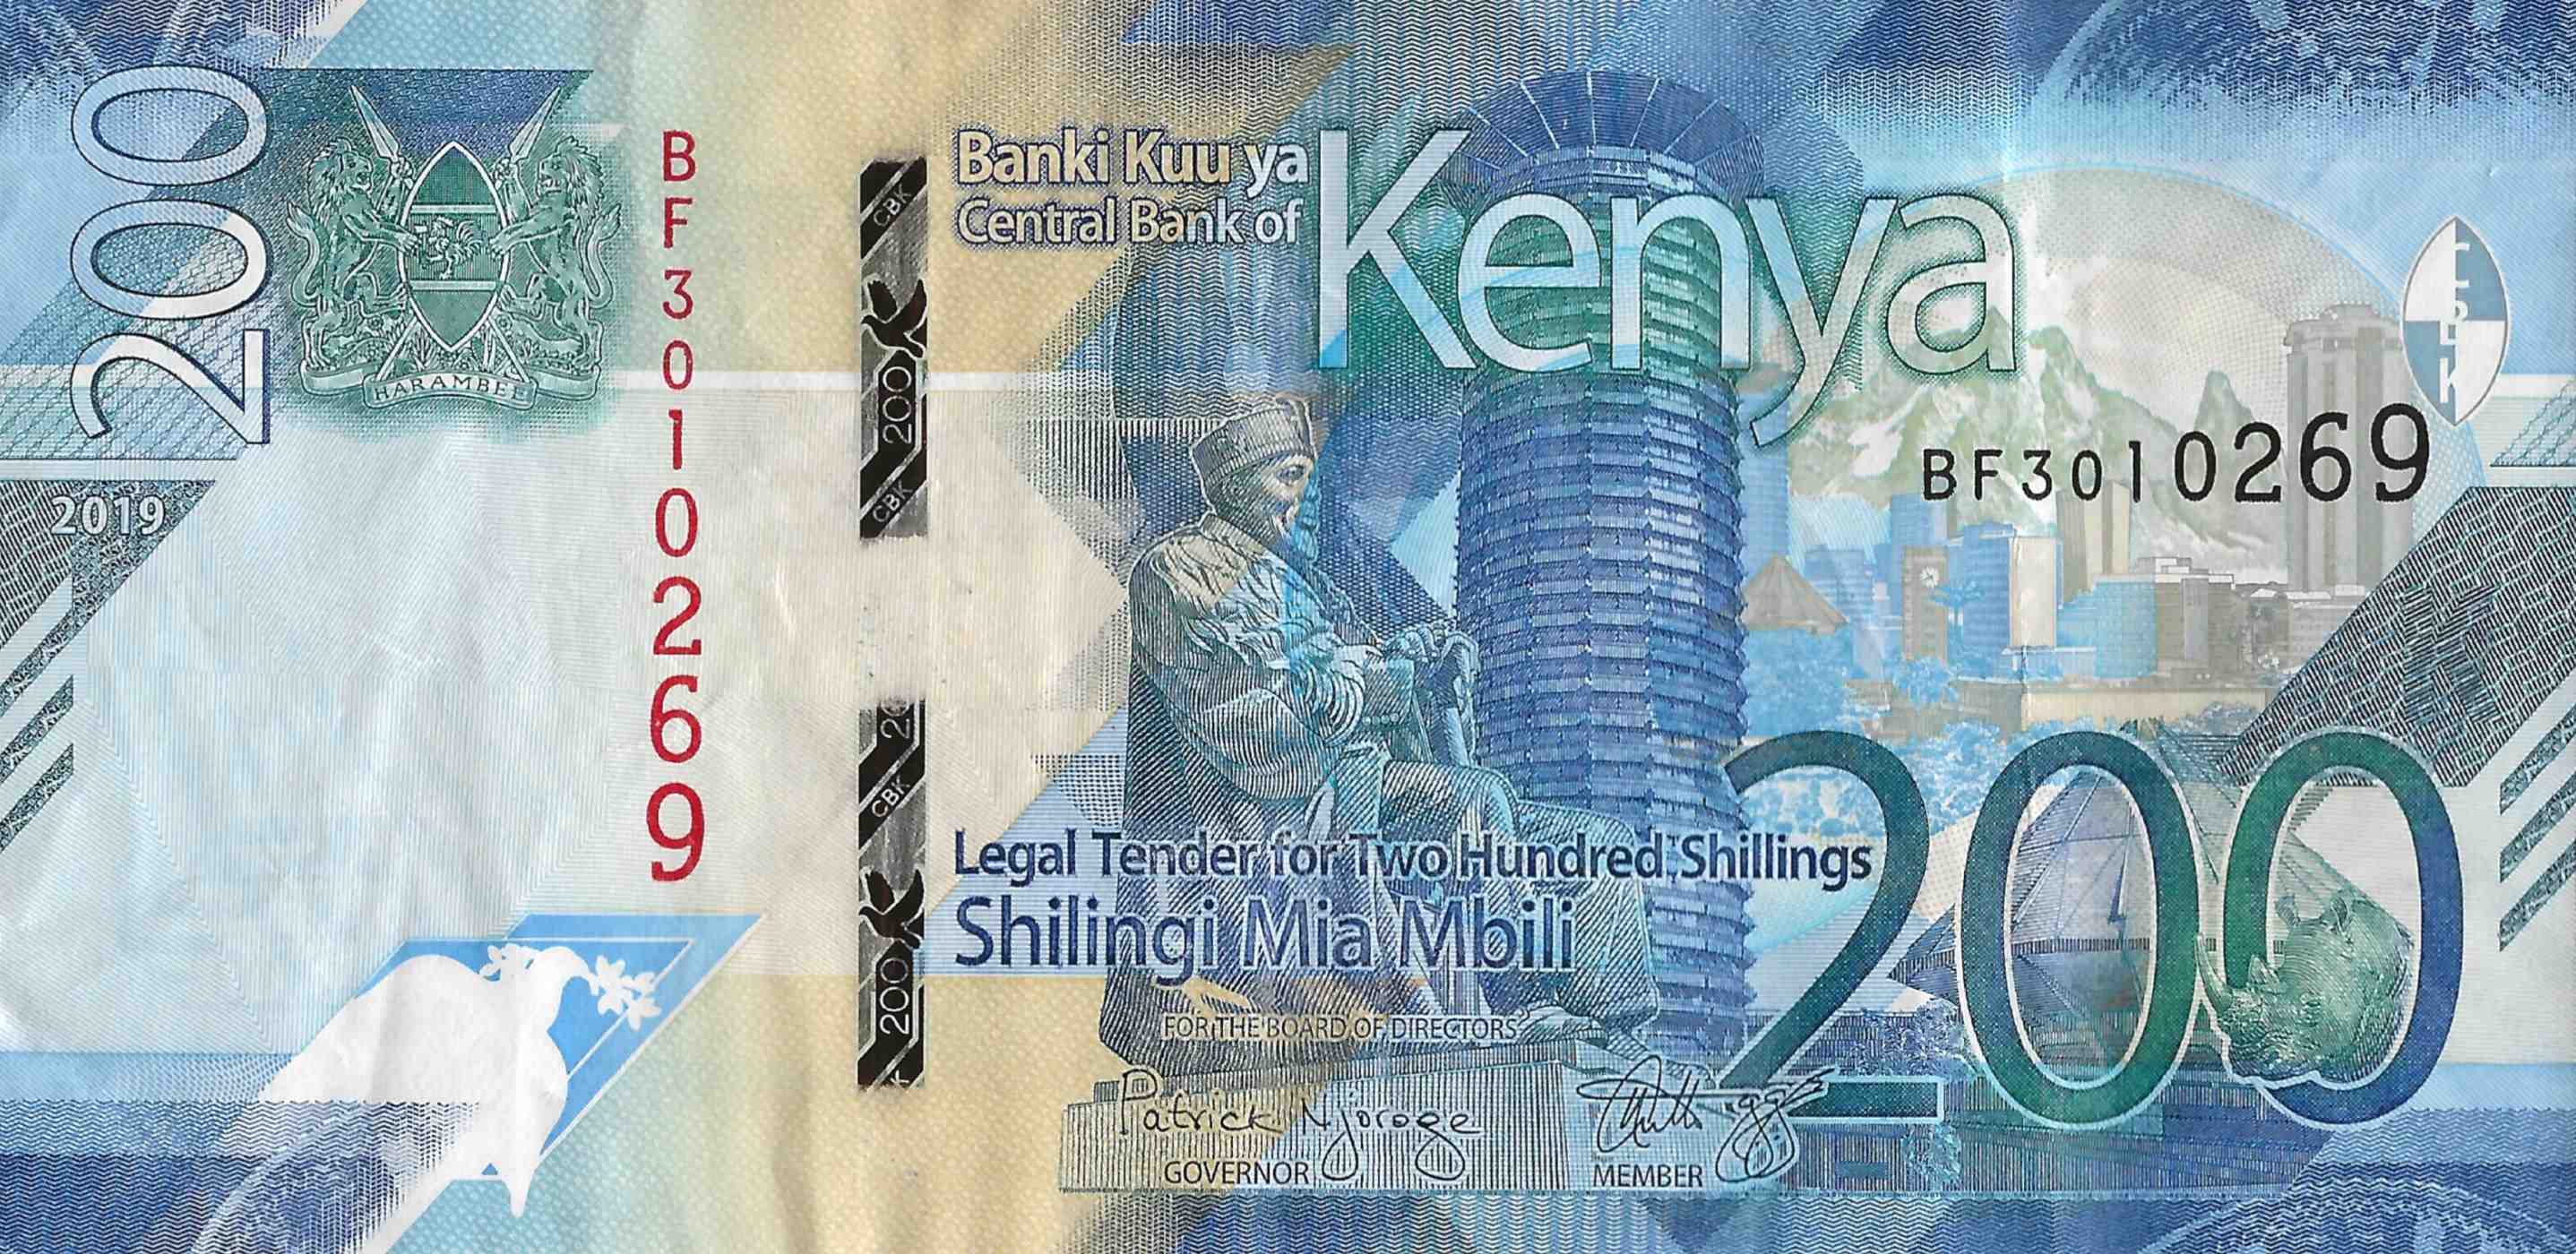 200
HARAMBEE
2019
BF3010269
CBK
200
CBK
CBK
200
Banki Kuu ya
Central Bank of
Kenya
CBK
BF3010269
Legal Tender for Two Hundred Shillings
Shilingi Mia Mbili
200
FOR THE BOARD OF DIRECTORS
Patrick Njoroge
GOVERNOR
MEMBER